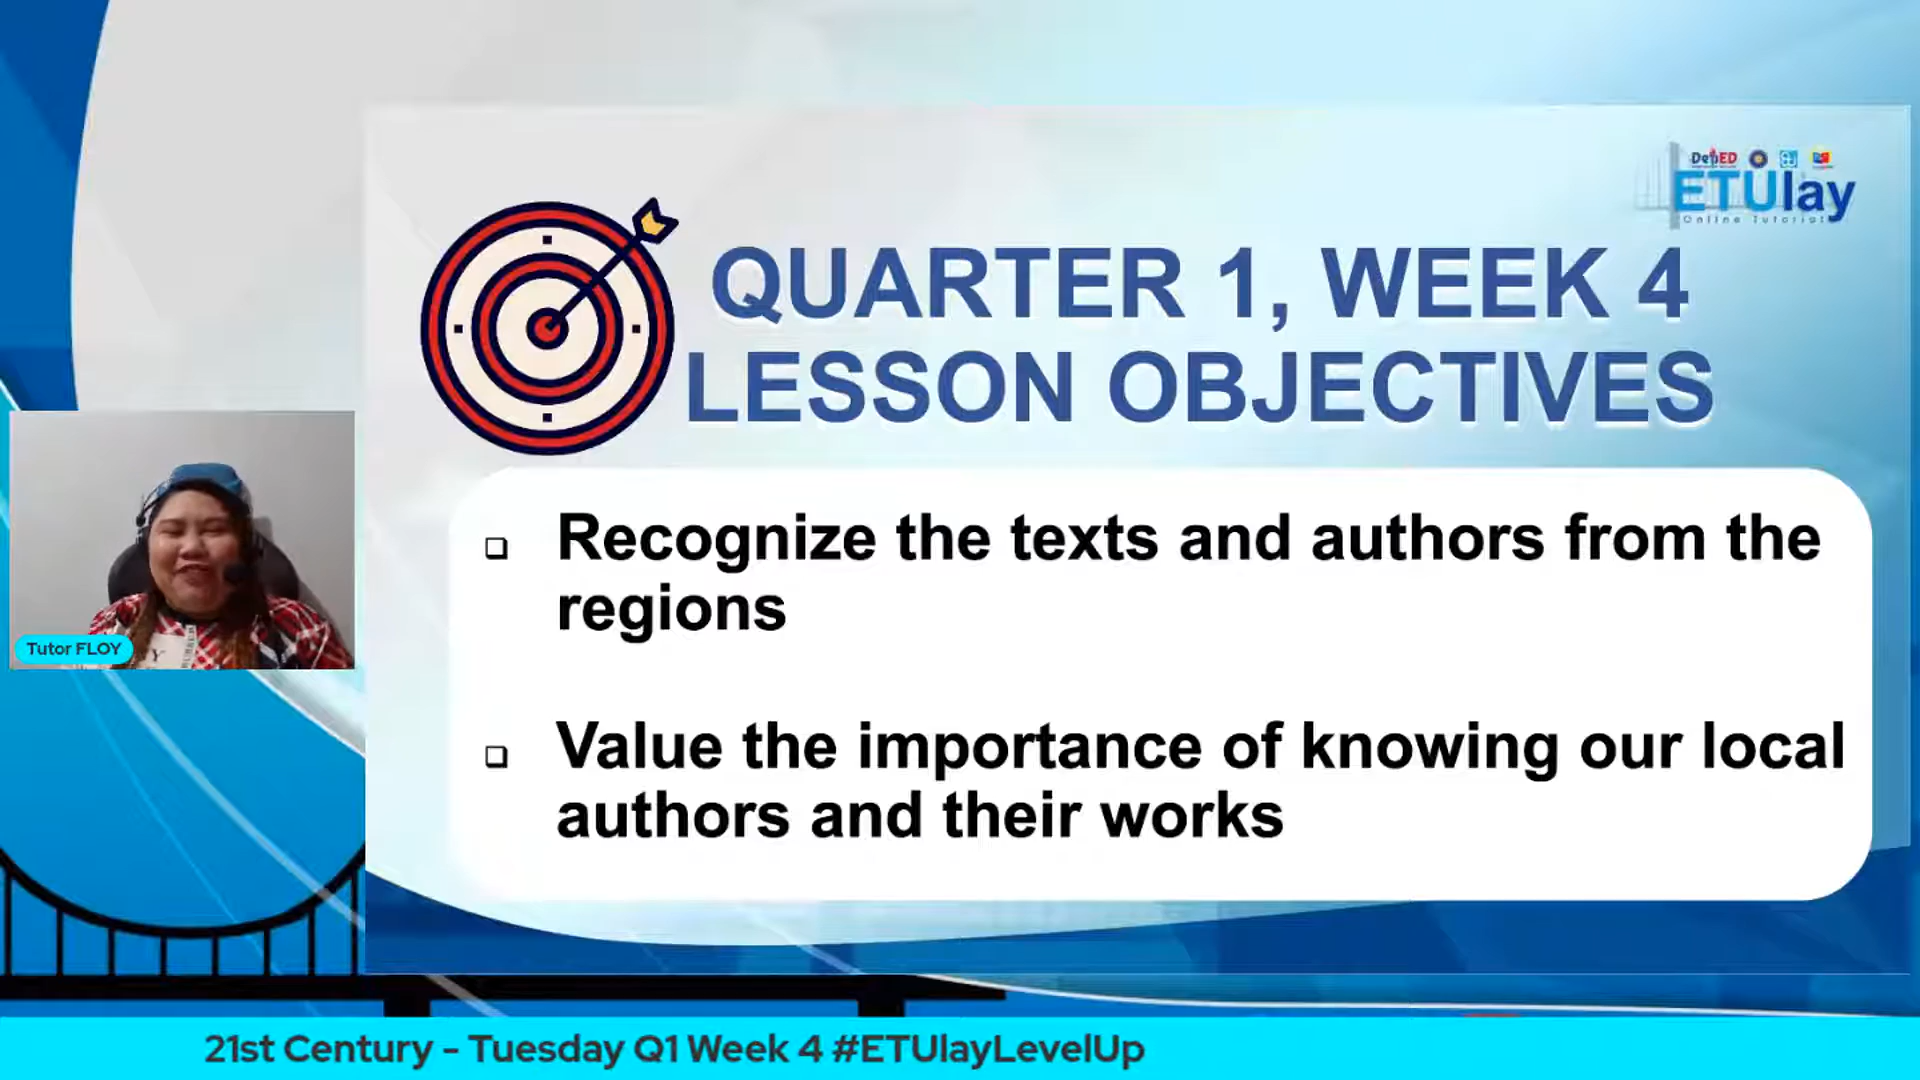 DepED
ETUlay
Online Tutorial
QUARTER 1, WEEK 4
LESSON OBJECTIVES
Recognize the texts and authors from the
regions
Value the importance of knowing our local
authors and their works
Tutor FLOY
21st Century - Tuesday Q1 Week 4 #ETUlayLevelUp